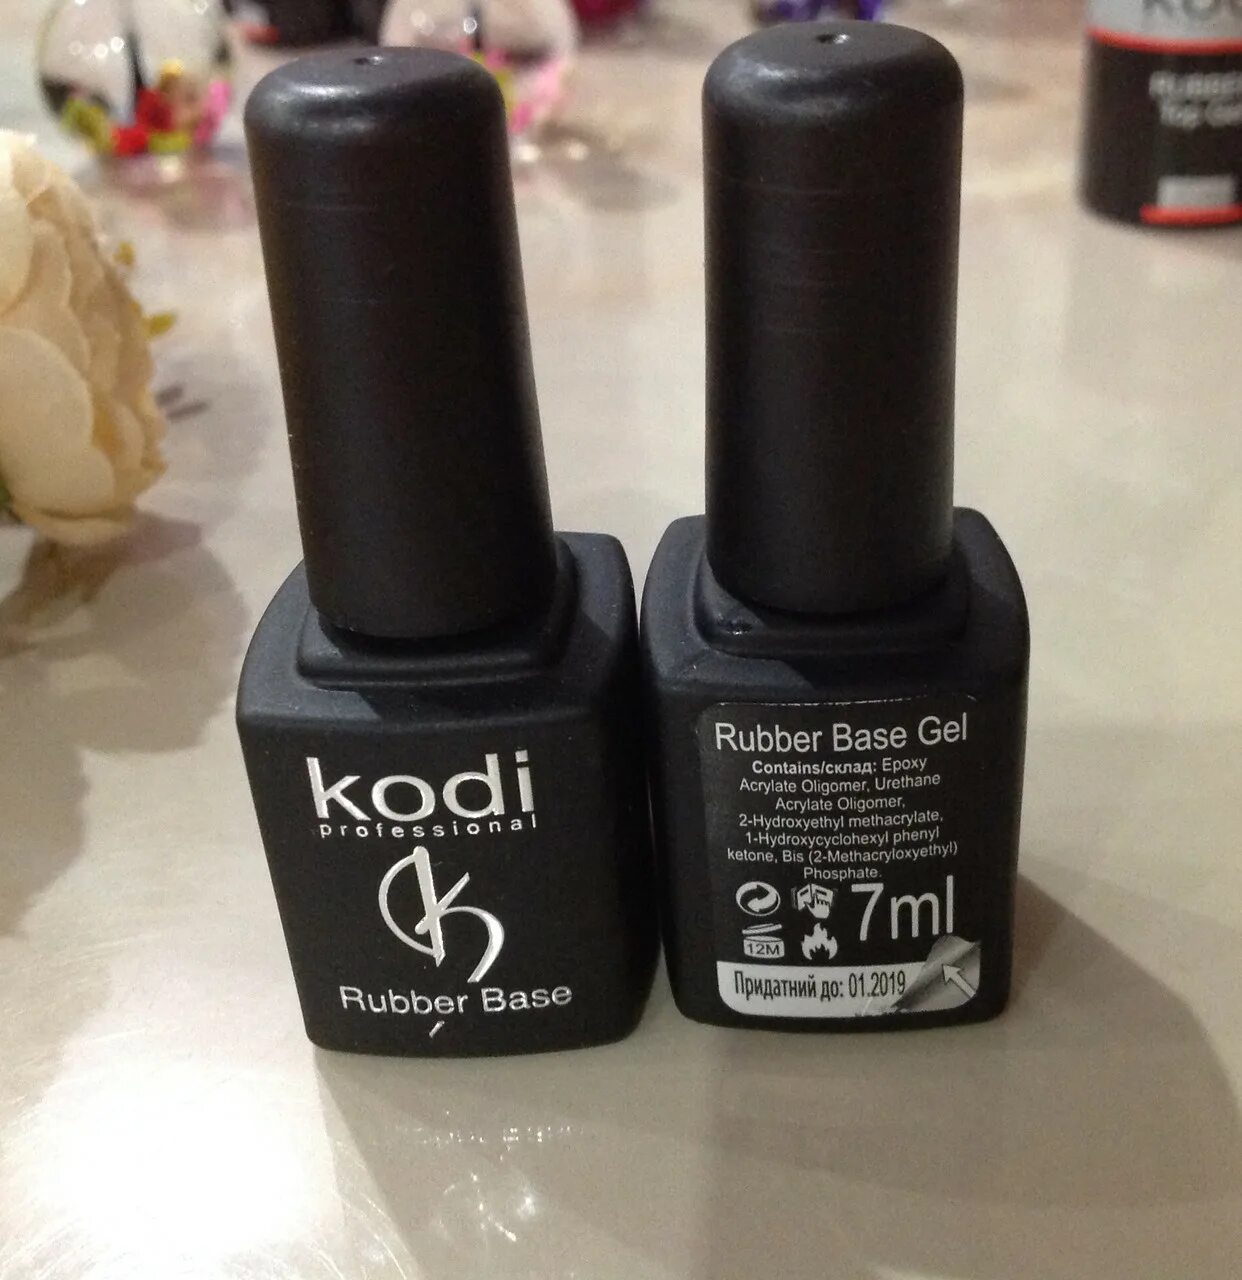 kodi
professional
Rubber Base
Rubber Base Gel
Contains/склад: Epoxy
Acrylate Oligomer, Urethane
Acrylate Oligomer,
2-Hydroxyethyl methacrylate,
1-Hydroxycyclohexyl phenyl
ketone, Bis (2-Methacryloxyethyl)
Phosphate.
7ml
12M
Придатний до: 01.2019
Top